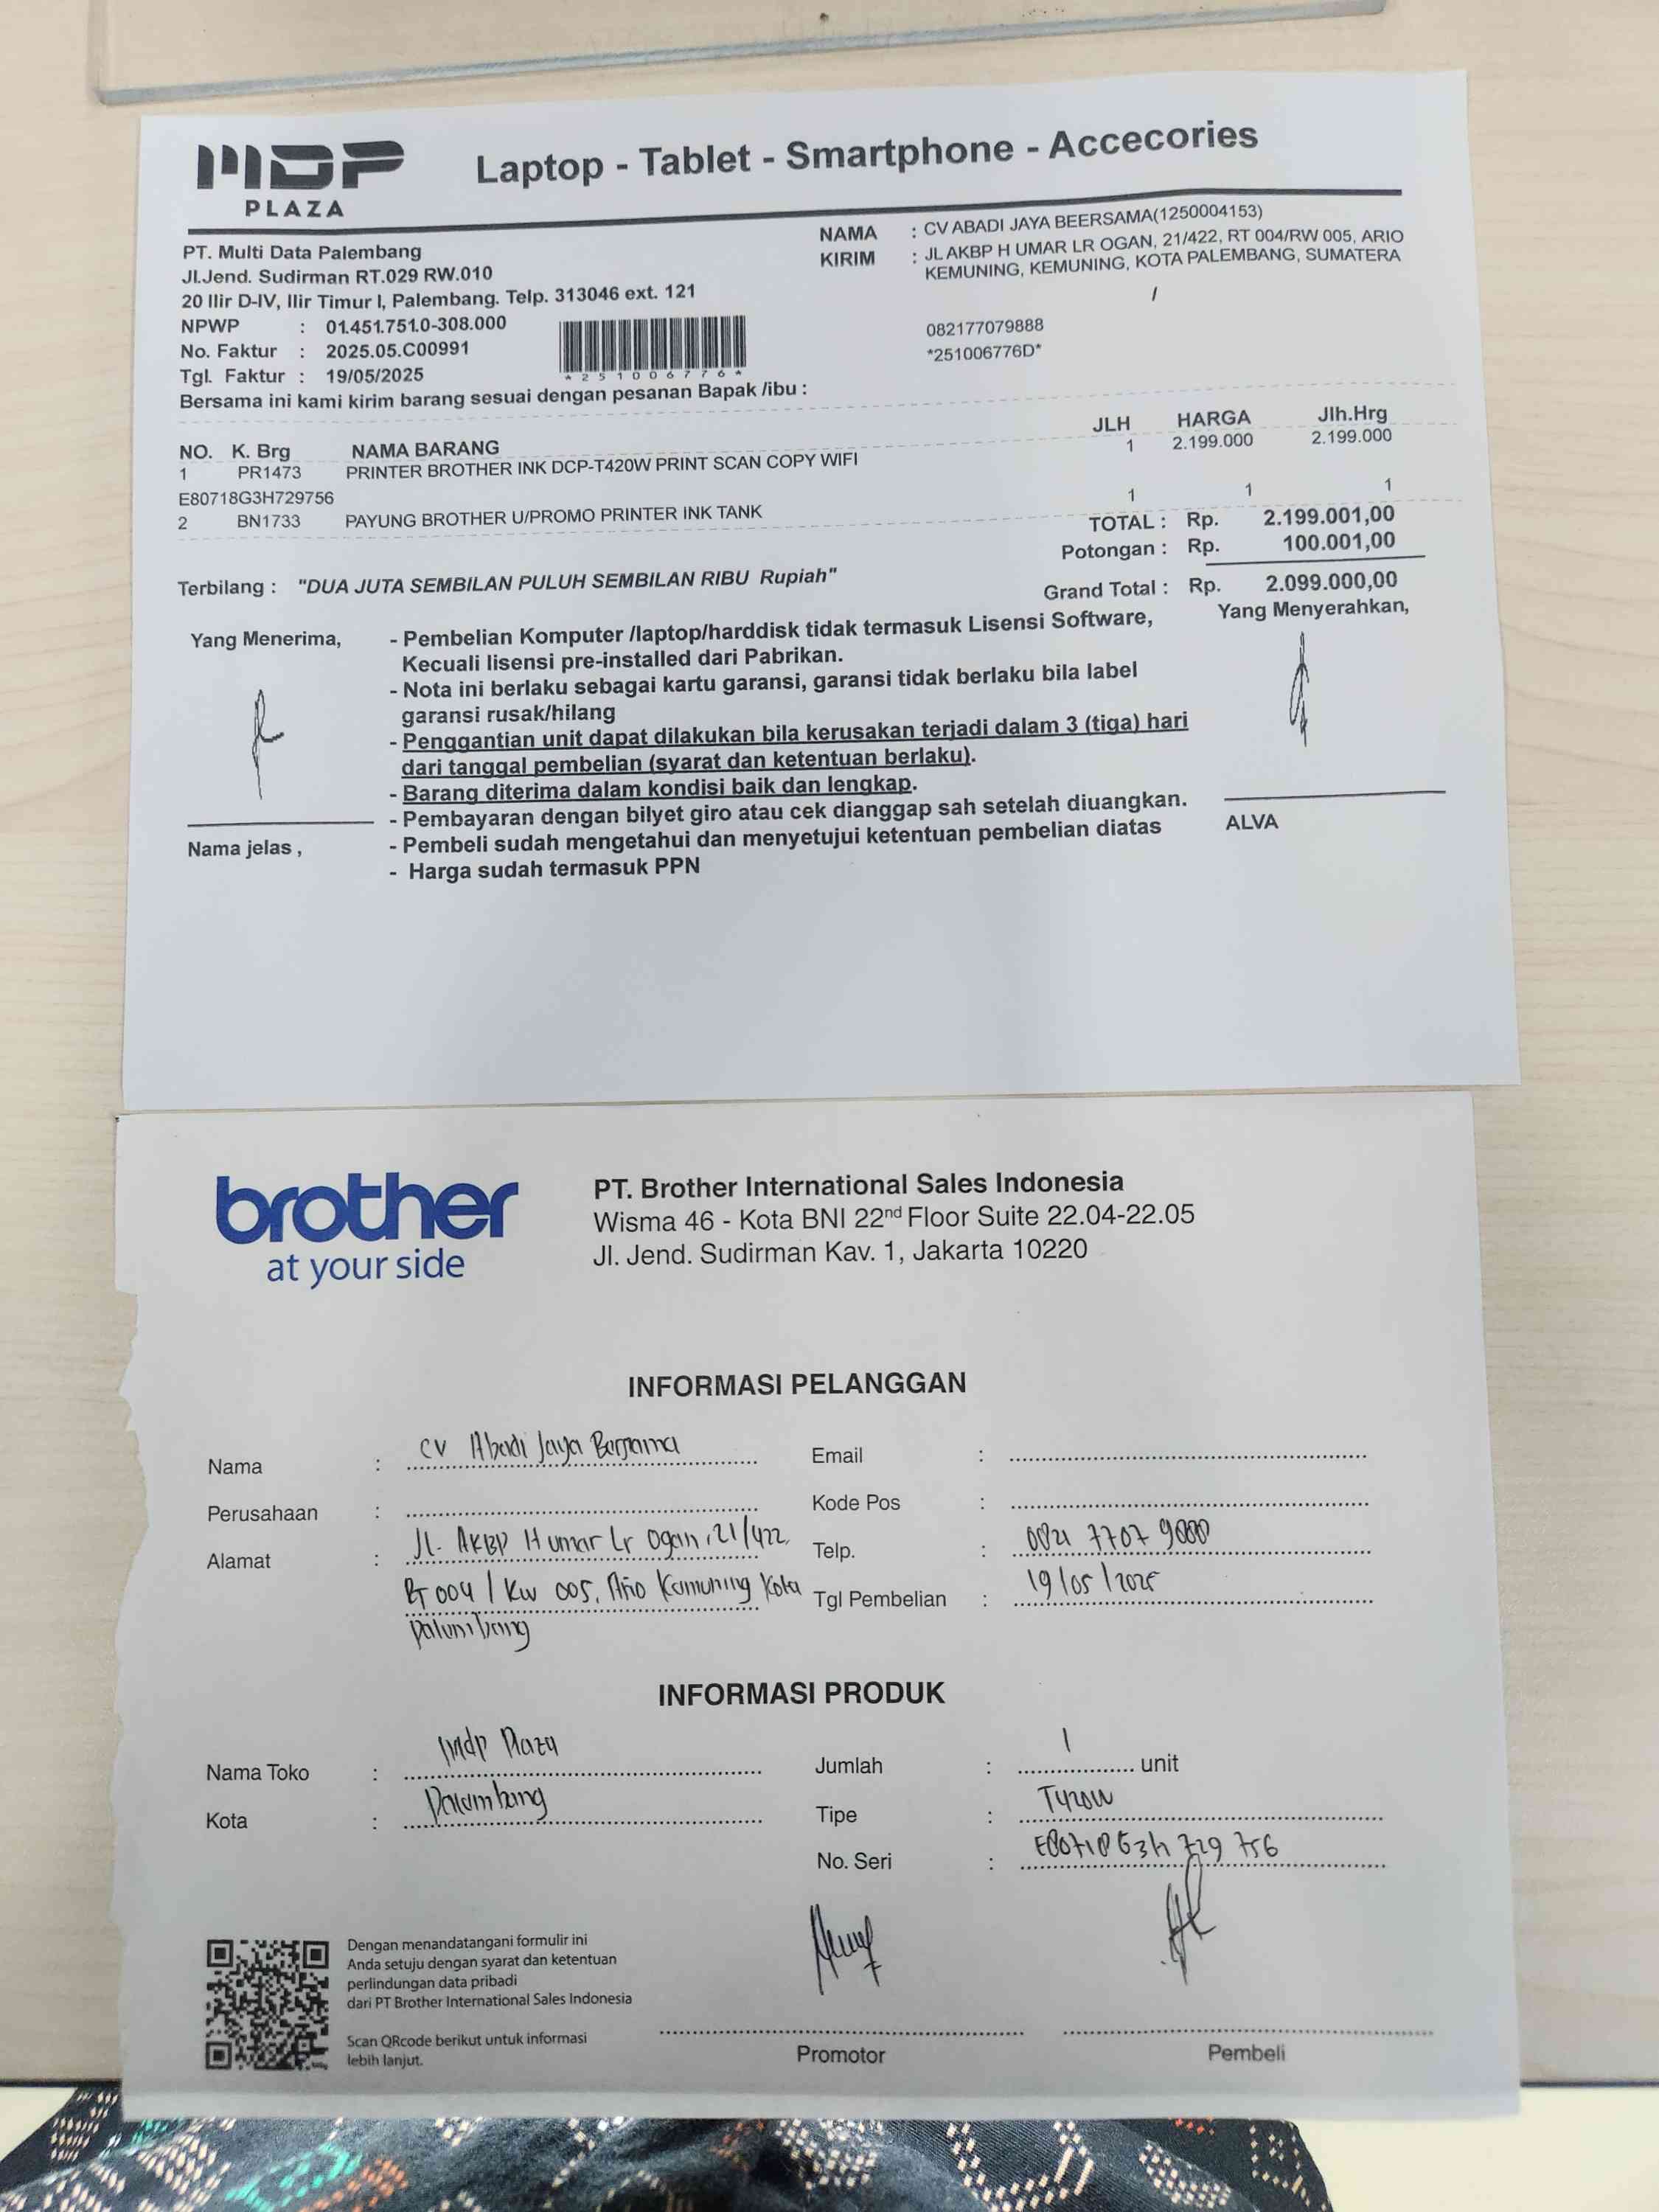 MDP
PLAZA
Laptop - Tablet - Smartphone - Accecories
PT. Multi Data Palembang
Jl.Jend. Sudirman RT.029 RW.010
20 Ilir D-IV, Ilir Timur I, Palembang. Telp. 313046 ext. 121
NPWP : 01.451.751.0-308.000
No. Faktur : 2025.05.C00991
Tgl. Faktur : 19/05/2025
*251006776*
NAMA : CV ABADI JAYA BEERSAMA(1250004153)
KIRIM : JL AKBP H UMAR LR OGAN, 21/422, RT 004/RW 005, ARIO
KEMUNING, KEMUNING, KOTA PALEMBANG, SUMATERA
/
082177079888
*251006776D*
Bersama ini kami kirim barang sesuai dengan pesanan Bapak /ibu :
NO. K. Brg NAMA BARANG JLH HARGA Jlh.Hrg
1 PR1473 PRINTER BROTHER INK DCP-T420W PRINT SCAN COPY WIFI 1 2.199.000 2.199.000
E80718G3H729756
2 BN1733 PAYUNG BROTHER U/PROMO PRINTER INK TANK 1 1 1
TOTAL : Rp. 2.199.001,00
Potongan : Rp. 100.001,00
Terbilang : "DUA JUTA SEMBILAN PULUH SEMBILAN RIBU Rupiah"
Grand Total : Rp. 2.099.000,00
Yang Menerima,
- Pembelian Komputer /laptop/harddisk tidak termasuk Lisensi Software,
Kecuali lisensi pre-installed dari Pabrikan.
- Nota ini berlaku sebagai kartu garansi, garansi tidak berlaku bila label
garansi rusak/hilang
- Penggantian unit dapat dilakukan bila kerusakan terjadi dalam 3 (tiga) hari
dari tanggal pembelian (syarat dan ketentuan berlaku).
- Barang diterima dalam kondisi baik dan lengkap.
- Pembayaran dengan bilyet giro atau cek dianggap sah setelah diuangkan.
- Pembeli sudah mengetahui dan menyetujui ketentuan pembelian diatas
- Harga sudah termasuk PPN
Yang Menyerahkan,
Nama jelas ,
ALVA
brother
at your side
PT. Brother International Sales Indonesia
Wisma 46 - Kota BNI 22nd Floor Suite 22.04-22.05
Jl. Jend. Sudirman Kav. 1, Jakarta 10220
INFORMASI PELANGGAN
Nama : CV Abadi Jaya Bersama
Perusahaan :
Alamat : Jl. AKBP H umar Lr Ogan, 21/422,
RT 004 / RW 005, Ario Kemuning Kota
Palembang
Email :
Kode Pos :
Telp. : 0821 7707 9888
Tgl Pembelian : 19/05/2025
INFORMASI PRODUK
Nama Toko : Mdp Plaza
Kota : Palembang
Jumlah : 1 unit
Tipe : T420W
No. Seri : E80718G3h 729 756
Dengan menandatangani formulir ini
Anda setuju dengan syarat dan ketentuan
perlindungan data pribadi
dari PT Brother International Sales Indonesia
Scan QRcode berikut untuk informasi
lebih lanjut.
Promotor
Pembeli